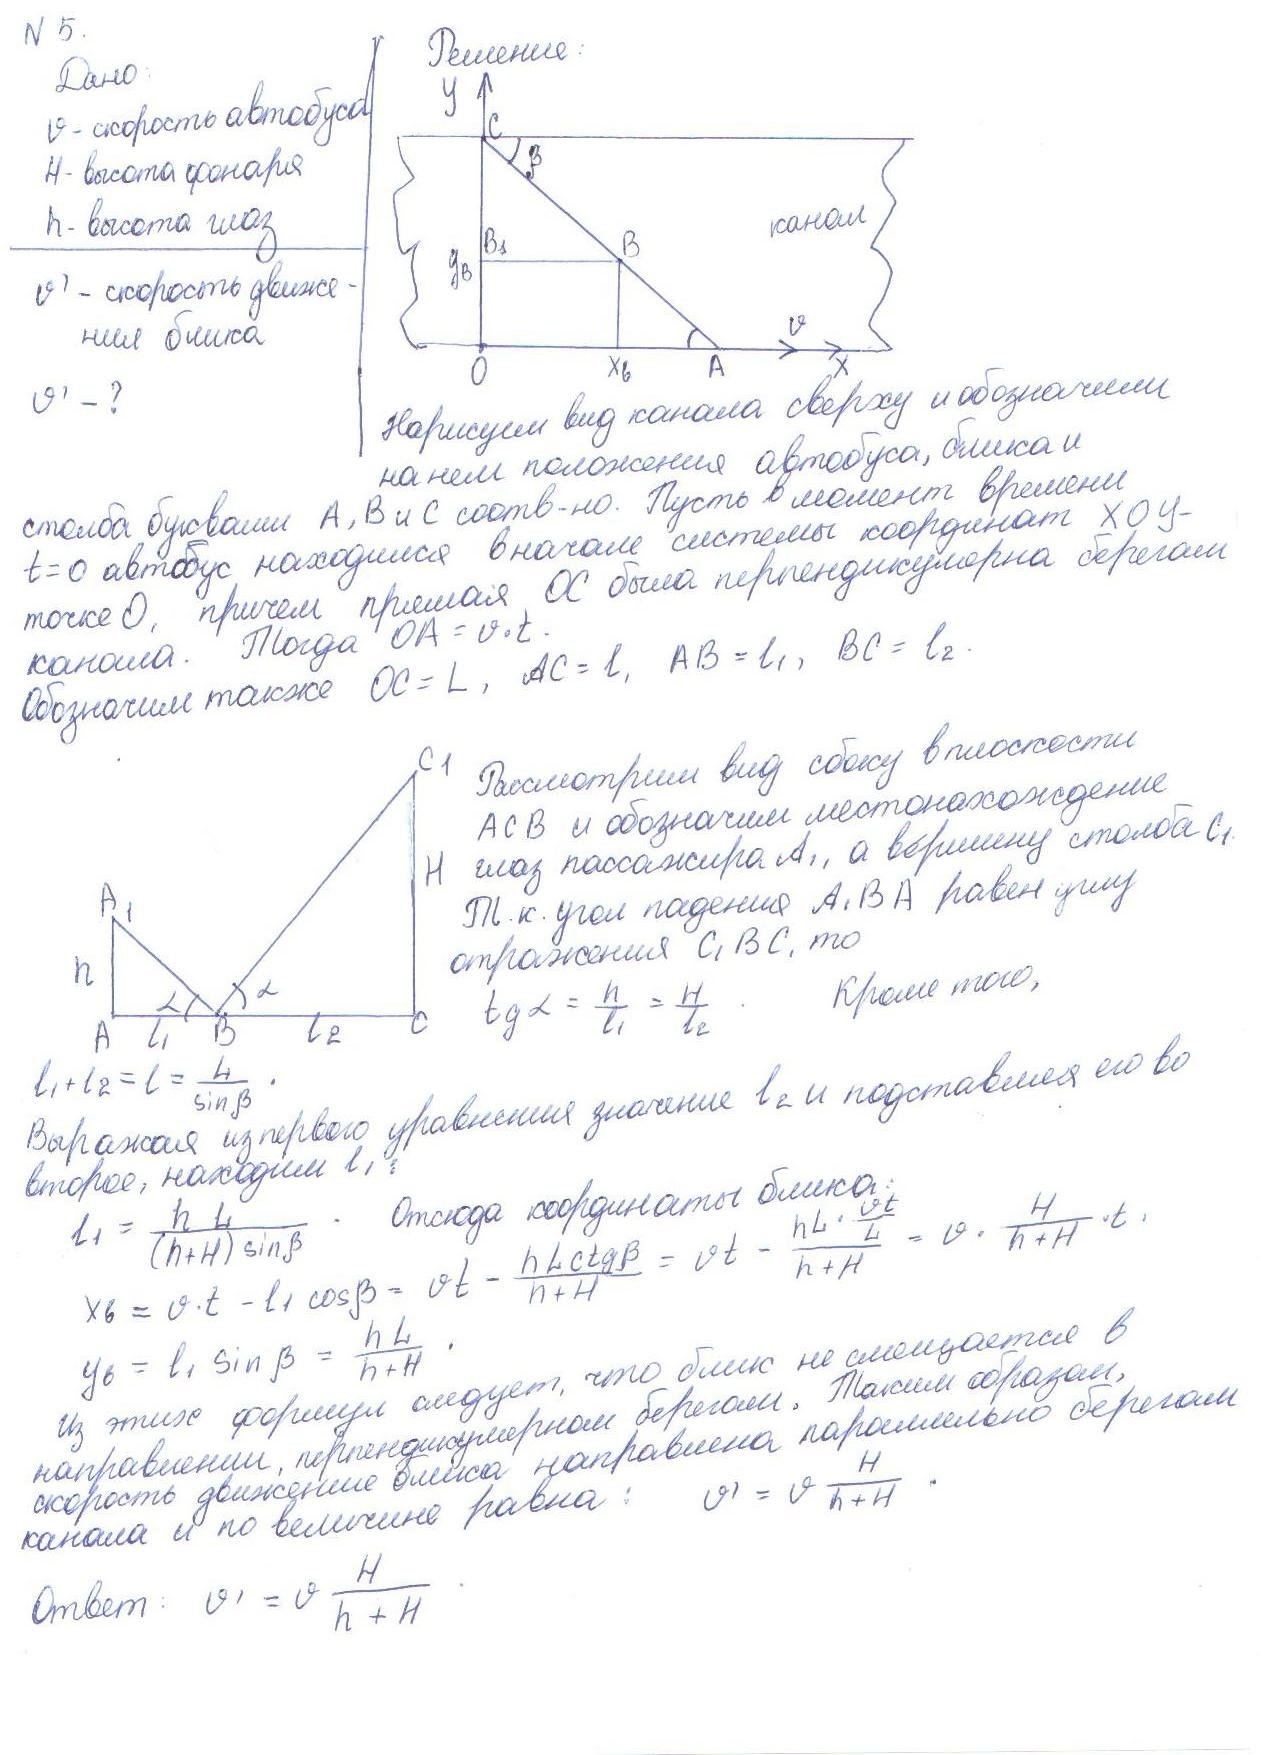 N 5.
Дано:
υ - скорость автобуса
H - высота фонаря
h - высота глаз
υ' - скорость движе-
ния блика
υ' - ?
Решение:
y
C
β
канал
B₁
B
yв
υ
O
xв
A
X
Нарисуем вид канала сверху и обозначим
на нем положения автобуса, блика и
столба буквами A, B и C соотв-но. Пусть в момент времени
t=0 автобус находился в начале системы координат XOY -
точке O, причем прямая OC была перпендикулярна берегам
канала. Тогда OA = υ·t.
Обозначим также OC = L, AC = l, AB = l₁, BC = l₂.
C1
A1
H
h
α
α
A
l₁
B
l₂
C
Рассмотрим вид сбоку в плоскости
ACB и обозначим местонахождение
глаз пассажира A₁, а вершину столба C₁.
Т.к. угол падения A₁BA равен углу
отражения C₁BC, то
tg α = h/l₁ = H/l₂. Кроме того,
l₁ + l₂ = l = L/sin β.
Выражая из первого уравнения значение l₂ и подставляя его во
второе, находим l₁:
l₁ = hL/((h+H) sin β). Отсюда координаты блика:
xв = υ·t - l₁ cos β = υt - hL ctg β/(h+H) = υt - (hL·υt/L)/(h+H) = υ · H/(h+H) · t.
yв = l₁ sin β = hL/(h+H).
Из этих формул следует, что блик не смещается в
направлении, перпендикулярном берегам. Таким образом,
скорость движение блика направлена параллельно берегам
канала и по величине равна: υ' = υ H/(h+H).
Ответ: υ' = υ H/(h+H).